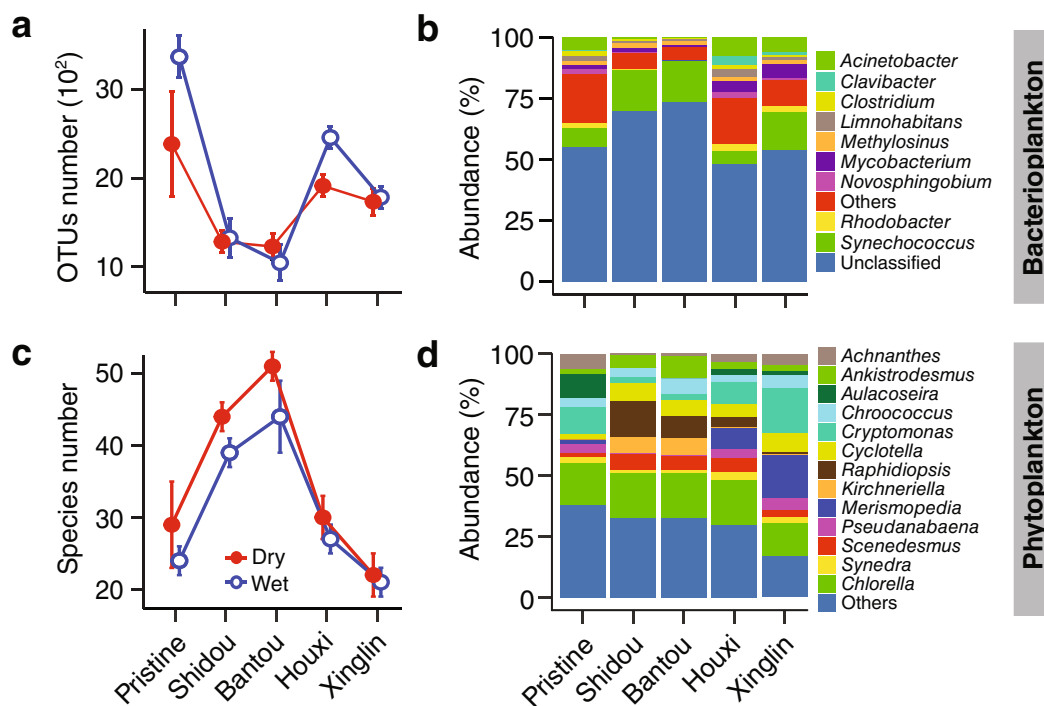 a
OTUs number (10²)
30
20
10
b
Abundance (%)
100
75
50
25
0
Acinetobacter
Clavibacter
Clostridium
Limnohabitans
Methylosinus
Mycobacterium
Novosphingobium
Others
Rhodobacter
Synechococcus
Unclassified
Bacterioplankton
c
Species number
50
40
30
20
Dry
Wet
Pristine
Shidou
Bantou
Houxi
Xinglin
d
Abundance (%)
100
75
50
25
0
Pristine
Shidou
Bantou
Houxi
Xinglin
Achnanthes
Ankistrodesmus
Aulacoseira
Chroococcus
Cryptomonas
Cyclotella
Raphidiopsis
Kirchneriella
Merismopedia
Pseudanabaena
Scenedesmus
Synedra
Chlorella
Others
Phytoplankton